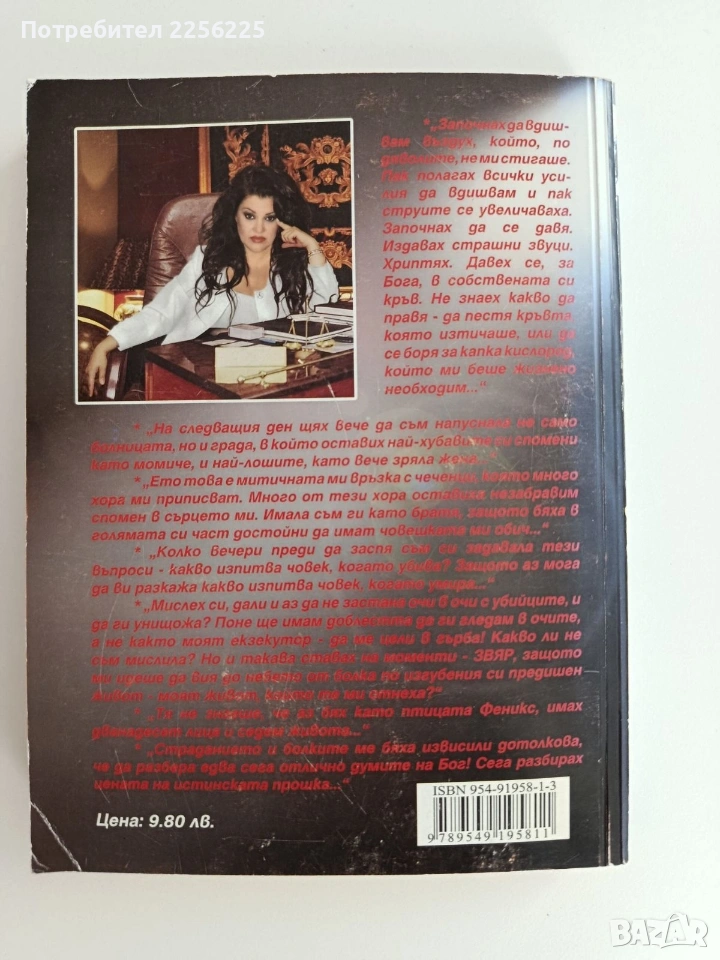 Потребител 2256225
* „Започнах да вдиш-
вам въздух, който, по
дяволите, не ми стигаше.
Пак полагах всички уси-
лия да вдишвам и пак
струите се увеличаваха.
Започнах да се давя.
Издавах страшни звуци.
Хриптях. Давех се, за
Бога, в собствената си
кръв. Не знаех какво да
правя - да пестя кръвта,
която изтичаше, или да
се боря за капка кислород,
който ми беше жизнено
необходим..."
* „На следващия ден щях вече да съм напуснала не само
болницата, но и града, в който оставих най-хубавите си спомени
като момиче, и най-лошите, като вече зряла жена..."
* „Ето това е митичната ми връзка с чеченци, която много
хора ми приписват. Много от тези хора оставиха незабравим
спомен в сърцето ми. Имала съм ги като братя, защото бяха в
голямата си част достойни да имат човешката ми обич..."
* „Колко вечери преди да заспя съм си задавала тези
въпроси - какво изпитва човек, когато убива? Защото аз мога
да ви разкажа какво изпитва човек, когато умира..."
* „Мислех си, дали и аз да не застана очи в очи с убийците, и
да ги унищожа? Поне ще имам доблестта да ги гледам в очите,
а не както моят екзекутор - да ме цели в гърба! Какво ли не
съм мислила? Но и такава ставах на моменти - ЗВЯР, защото
ми идеше да вия до небето от болка по изгубения си предишен
живот - моят живот, който те ми отнеха?"
* „Те не знаеха, че аз бях като птицата Феникс, имах
дванадесет лица и седем живота..."
* „Страданието и болките ме бяха извисили дотолкова,
че да разбера едва сега отлично думите на Бог! Сега разбирах
цената на истинската прошка..."
ISBN 954-91958-1-3
9 789549 195811
Цена: 9.80 лв.
BAZAR